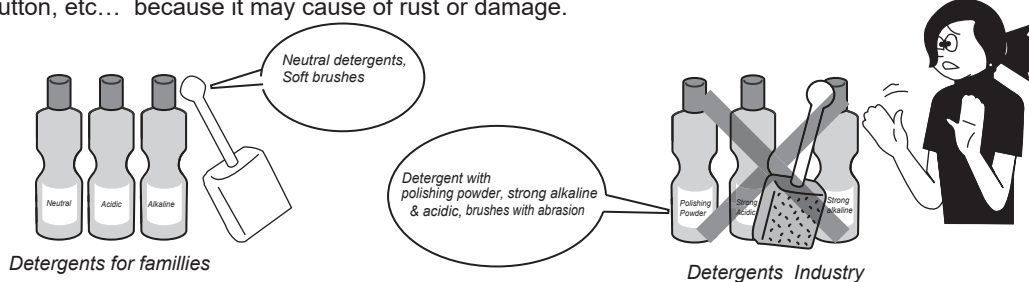 utton, etc… because it may cause of rust or damage.
Neutral detergents,
Soft brushes
Detergent with
polishing powder, strong alkaline
& acidic, brushes with abrasion
Neutral
Acidic
Alkaline
Polishing
Powder
Strong
Acidic
Strong
alkaline
Detergents for famillies
Detergents Industry